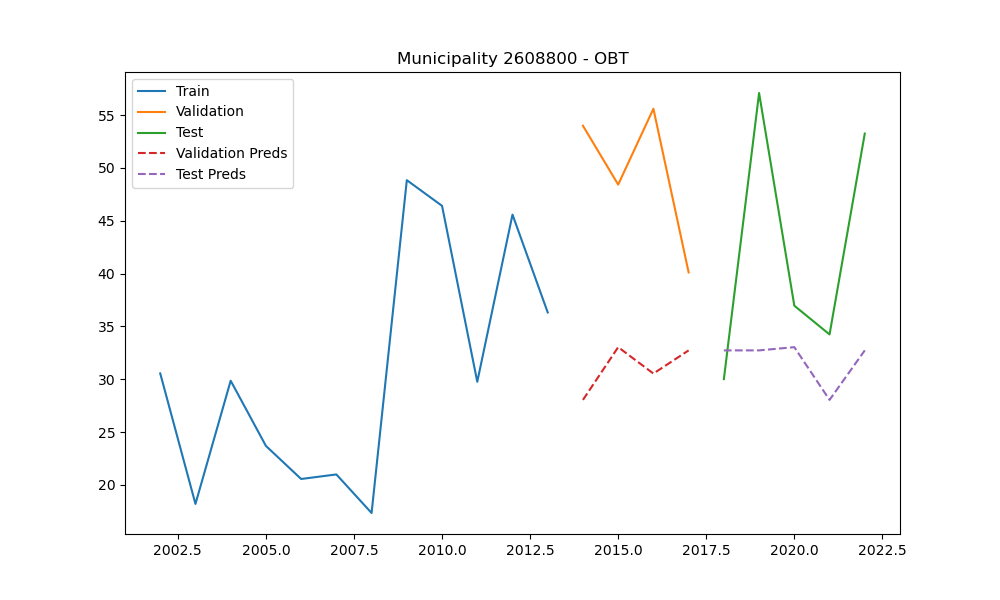 Municipality 2608800 - OBT
Train
Validation
Test
Validation Preds
Test Preds
55
50
45
40
35
30
25
20
2002.5 2005.0 2007.5 2010.0 2012.5 2015.0 2017.5 2020.0 2022.5